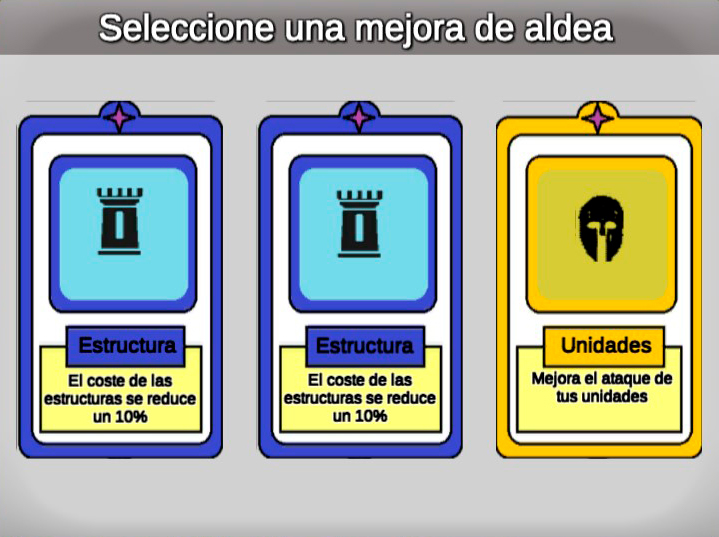 Seleccione una mejora de aldea
Estructura
El coste de las
estructuras se reduce
un 10%
Estructura
El coste de las
estructuras se reduce
un 10%
Unidades
Mejora el ataque de
tus unidades